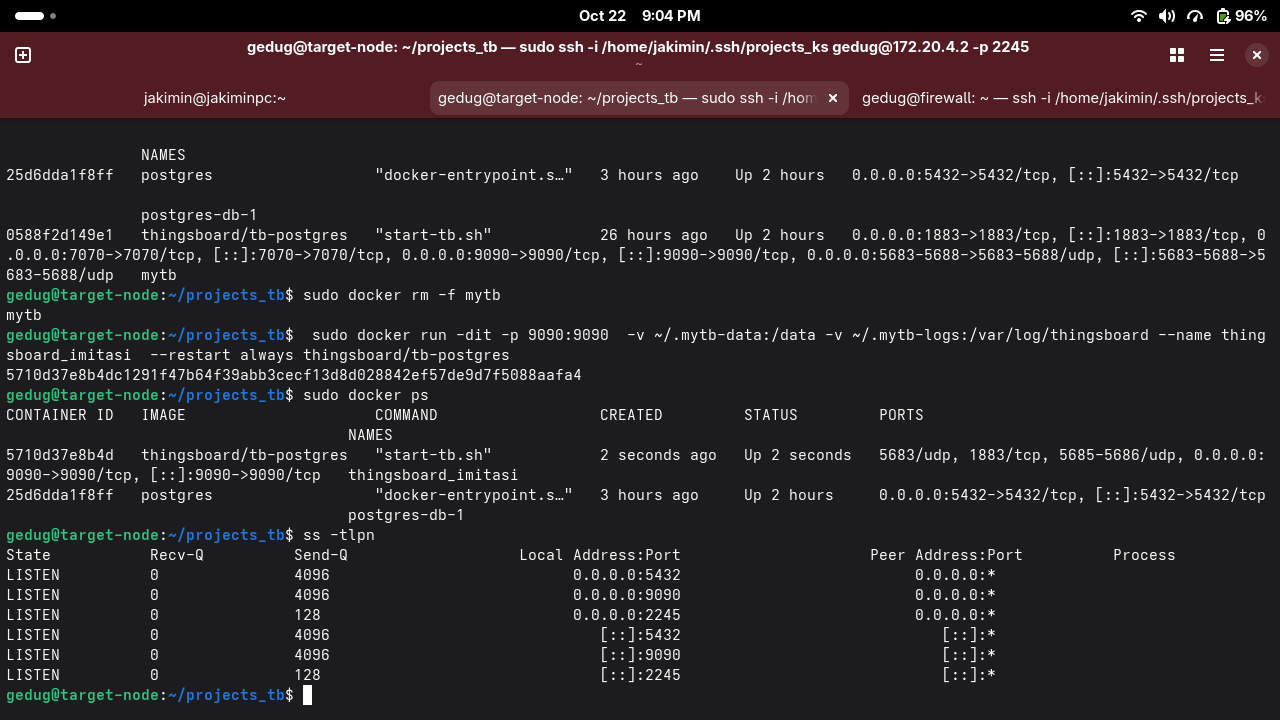 Oct 22 9:04 PM 96%
gedug@target-node: ~/projects_tb — sudo ssh -i /home/jakimin/.ssh/projects_ks gedug@172.20.4.2 -p 2245
~
jakimin@jakiminpc:~ gedug@target-node: ~/projects_tb — sudo ssh -i /hom gedug@firewall: ~ — ssh -i /home/jakimin/.ssh/projects_k
NAMES
25d6dda1f8ff postgres "docker-entrypoint.s…" 3 hours ago Up 2 hours 0.0.0.0:5432->5432/tcp, [::]:5432->5432/tcp
postgres-db-1
0588f2d149e1 thingsboard/tb-postgres "start-tb.sh" 26 hours ago Up 2 hours 0.0.0.0:1883->1883/tcp, [::]:1883->1883/tcp, 0
.0.0.0:7070->7070/tcp, [::]:7070->7070/tcp, 0.0.0.0:9090->9090/tcp, [::]:9090->9090/tcp, 0.0.0.0:5683-5688->5683-5688/udp, [::]:5683-5688->5
683-5688/udp mytb
gedug@target-node:~/projects_tb$ sudo docker rm -f mytb
mytb
gedug@target-node:~/projects_tb$  sudo docker run -dit -p 9090:9090  -v ~/.mytb-data:/data -v ~/.mytb-logs:/var/log/thingsboard --name thing
sboard_imitasi  --restart always thingsboard/tb-postgres
5710d37e8b4dc1291f47b64f39abb3cecf13d8d028842ef57de9d7f5088aafa4
gedug@target-node:~/projects_tb$ sudo docker ps
CONTAINER ID IMAGE COMMAND CREATED STATUS PORTS
NAMES
5710d37e8b4d thingsboard/tb-postgres "start-tb.sh" 2 seconds ago Up 2 seconds 5683/udp, 1883/tcp, 5685-5686/udp, 0.0.0.0:
9090->9090/tcp, [::]:9090->9090/tcp thingsboard_imitasi
25d6dda1f8ff postgres "docker-entrypoint.s…" 3 hours ago Up 2 hours 0.0.0.0:5432->5432/tcp, [::]:5432->5432/tcp
postgres-db-1
gedug@target-node:~/projects_tb$ ss -tlpn
State Recv-Q Send-Q Local Address:Port Peer Address:Port Process
LISTEN 0 4096 0.0.0.0:5432 0.0.0.0:*
LISTEN 0 4096 0.0.0.0:9090 0.0.0.0:*
LISTEN 0 128 0.0.0.0:2245 0.0.0.0:*
LISTEN 0 4096 [::]:5432 [::]:*
LISTEN 0 4096 [::]:9090 [::]:*
LISTEN 0 128 [::]:2245 [::]:*
gedug@target-node:~/projects_tb$